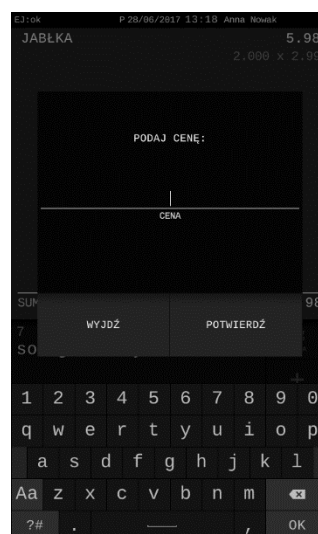 EJ:ok P 28/06/2017 13:18 Anna Nowak
JABŁKA 5.98
2.000 x 2.99
PODAJ CENĘ:
CENA
SUM 98
WYJDŹ POTWIERDŹ
7
so
+
1 2 3 4 5 6 7 8 9 0
q w e r t y u i o p
a s d f g h j k l
Aa z x c v b n m
?# . , OK